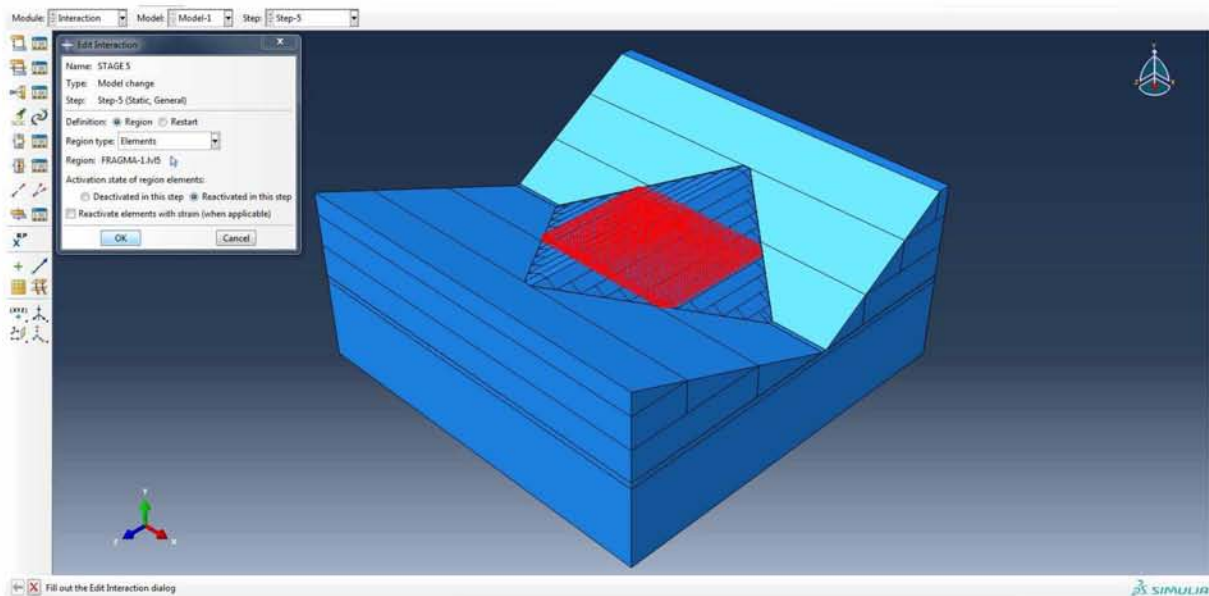 Module: Interaction Model: Model-1 Step: Step-5
Edit Interaction
X
Name: STAGE 5
Type: Model change
Step: Step-5 (Static, General)
Definition: Region Restart
Region type: Elements
Region: FRAGMA-1.lvl5
Activation state of region elements:
Deactivated in this step Reactivated in this step
Reactivate elements with strain (when applicable)
OK Cancel
RP
X
(XYZ)
Y
Z X
Y
Z X
Fill out the Edit Interaction dialog
SIMULIA